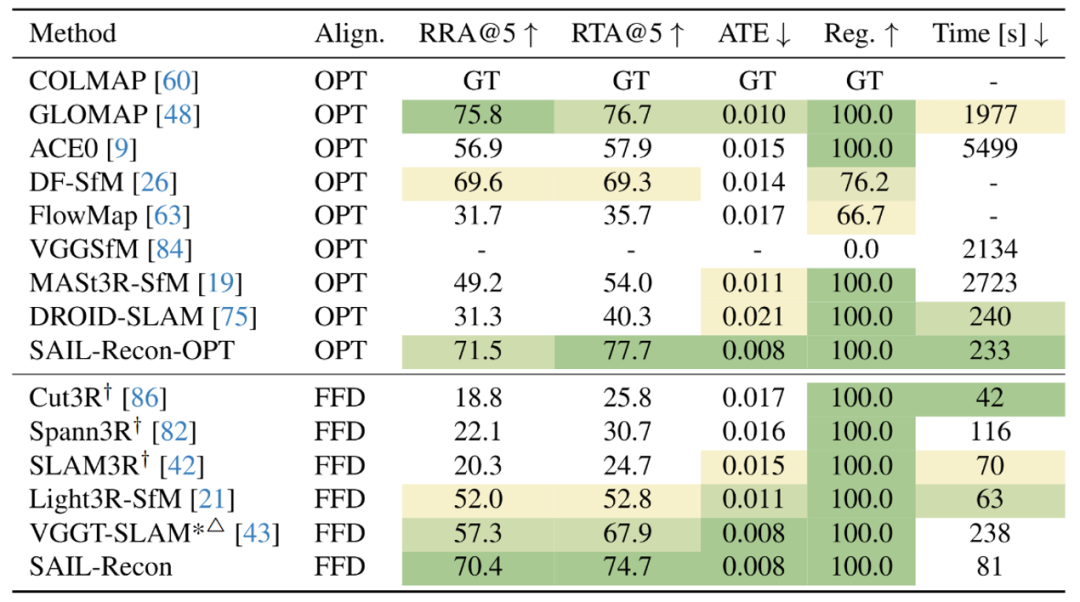 Method Align. RRA@5 ↑ RTA@5 ↑ ATE ↓ Reg. ↑ Time [s] ↓
COLMAP [60] OPT GT GT GT GT -
GLOMAP [48] OPT 75.8 76.7 0.010 100.0 1977
ACE0 [9] OPT 56.9 57.9 0.015 100.0 5499
DF-SfM [26] OPT 69.6 69.3 0.014 76.2 -
FlowMap [63] OPT 31.7 35.7 0.017 66.7 -
VGGSfM [84] OPT - - - 0.0 2134
MASt3R-SfM [19] OPT 49.2 54.0 0.011 100.0 2723
DROID-SLAM [75] OPT 31.3 40.3 0.021 100.0 240
SAIL-Recon-OPT OPT 71.5 77.7 0.008 100.0 233
Cut3R† [86] FFD 18.8 25.8 0.017 100.0 42
Spann3R† [82] FFD 22.1 30.7 0.016 100.0 116
SLAM3R† [42] FFD 20.3 24.7 0.015 100.0 70
Light3R-SfM [21] FFD 52.0 52.8 0.011 100.0 63
VGGT-SLAM*△ [43] FFD 57.3 67.9 0.008 100.0 238
SAIL-Recon FFD 70.4 74.7 0.008 100.0 81